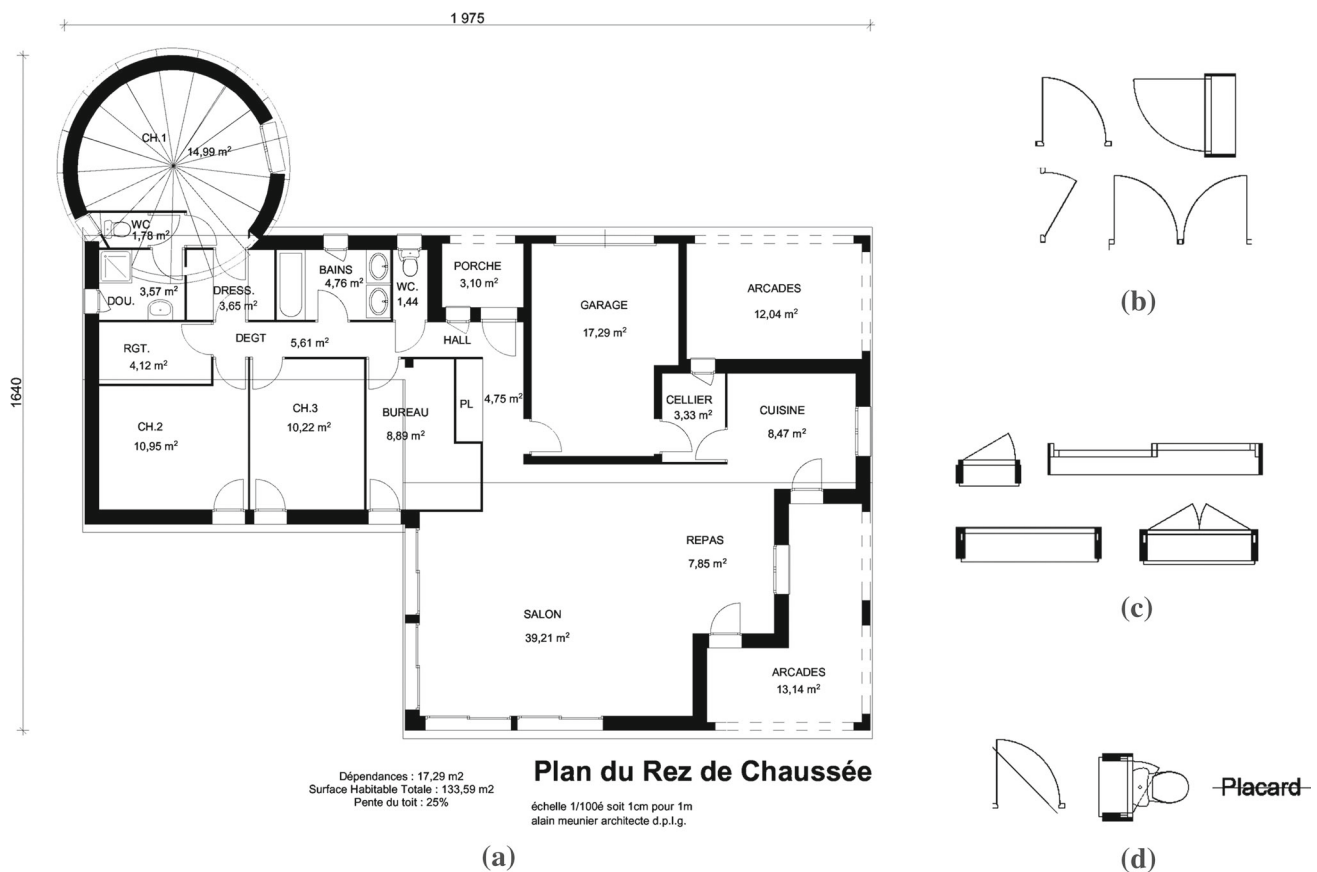 1 975
1640
CH.1
14,99 m²
WC
1,78 m²
3,57 m²
DOU.
DRESS.
3,65 m²
BAINS
4,76 m²
WC.
1,44
PORCHE
3,10 m²
GARAGE
17,29 m²
ARCADES
12,04 m²
RGT.
4,12 m²
DEGT
5,61 m²
HALL
4,75 m²
PL
CELLIER
3,33 m²
CUISINE
8,47 m²
CH.2
10,95 m²
CH.3
10,22 m²
BUREAU
8,89 m²
REPAS
7,85 m²
SALON
39,21 m²
ARCADES
13,14 m²
Dépendances : 17,29 m2
Surface Habitable Totale : 133,59 m2
Pente du toit : 25%
Plan du Rez de Chaussée
échelle 1/100é soit 1cm pour 1m
alain meunier architecte d.p.l.g.
(a)
(b)
(c)
Placard
(d)